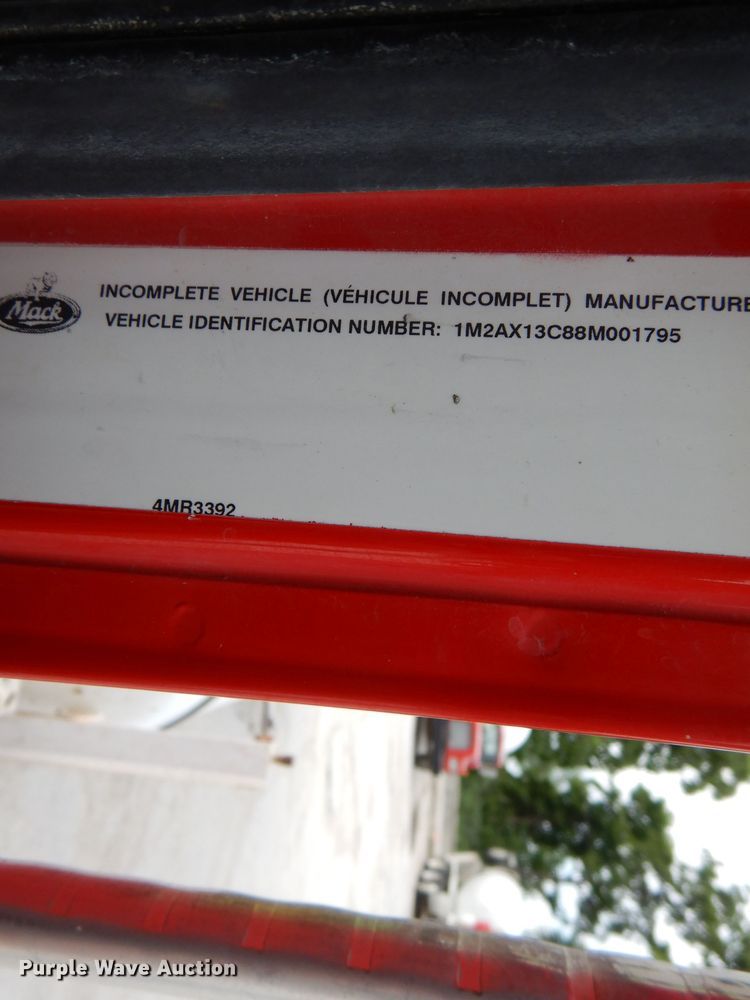 Mack
INCOMPLETE VEHICLE (VÉHICULE INCOMPLET) MANUFACTURE
VEHICLE IDENTIFICATION NUMBER: 1M2AX13C88M001795
4MR3392
Purple Wave Auction